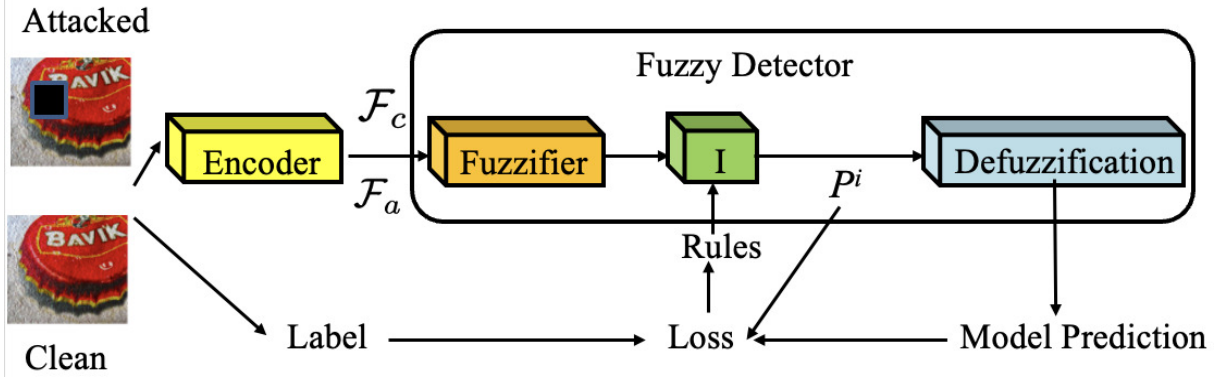 Attacked
BAVIK
Fuzzy Detector
𝓕c
Encoder
Fuzzifier
I
Defuzzification
𝓕a
Pⁱ
BAVIK
Rules
Label
Loss
Model Prediction
Clean